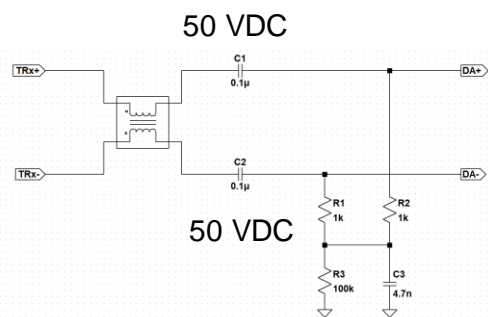 50 VDC
C1
TRx+
DA+
0.1µ
C2
TRx-
DA-
0.1µ
R1
R2
1k
1k
50 VDC
R3
C3
100k
4.7n